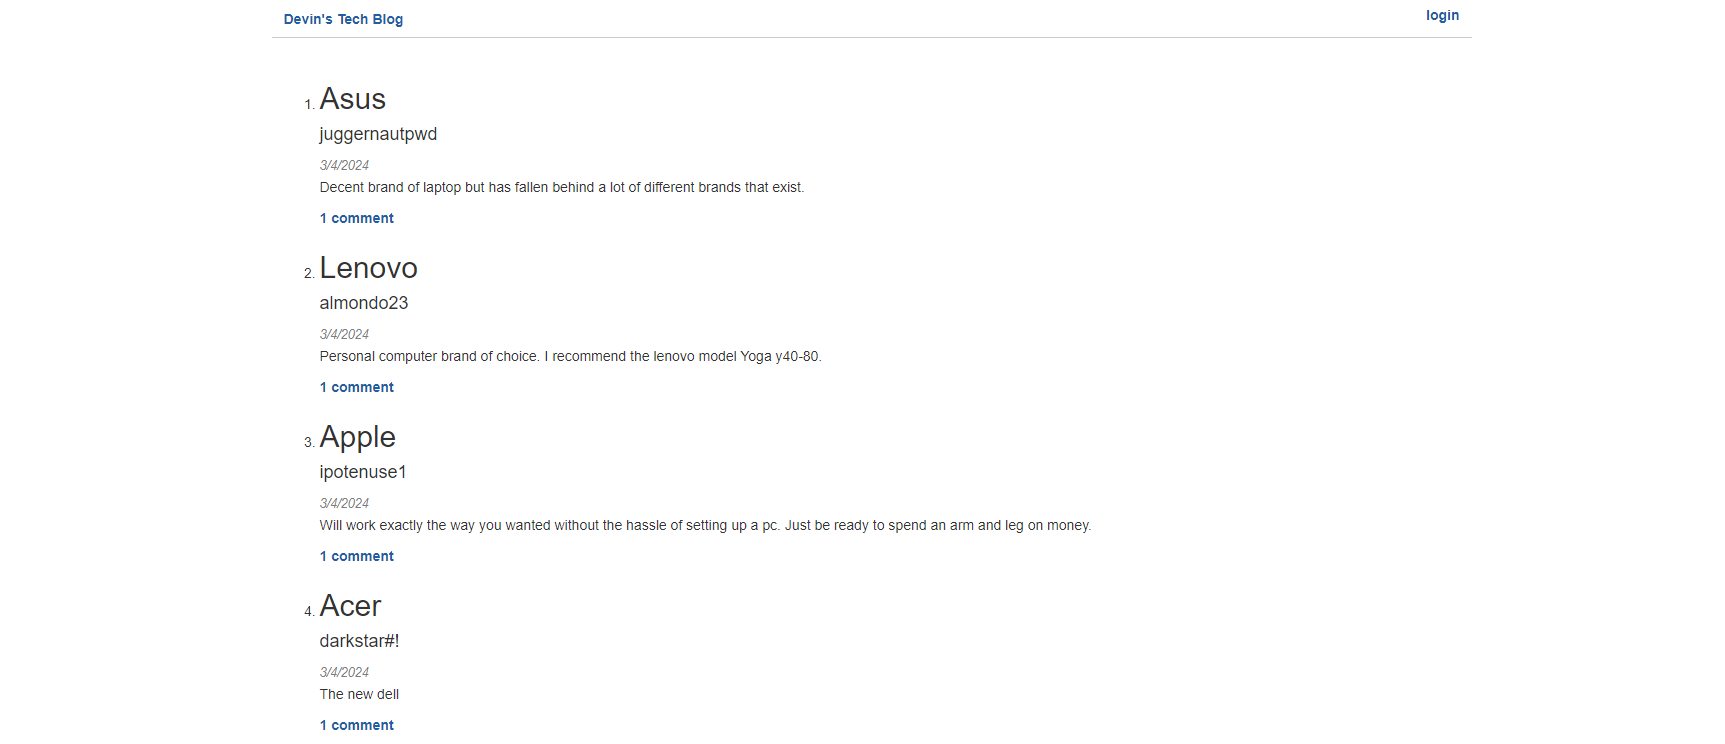 Devin's Tech Blog
login
1. Asus
juggernautpwd
3/4/2024
Decent brand of laptop but has fallen behind a lot of different brands that exist.
1 comment
2. Lenovo
almondo23
3/4/2024
Personal computer brand of choice. I recommend the lenovo model Yoga y40-80.
1 comment
3. Apple
ipotenuse1
3/4/2024
Will work exactly the way you wanted without the hassle of setting up a pc. Just be ready to spend an arm and leg on money.
1 comment
4. Acer
darkstar#!
3/4/2024
The new dell
1 comment